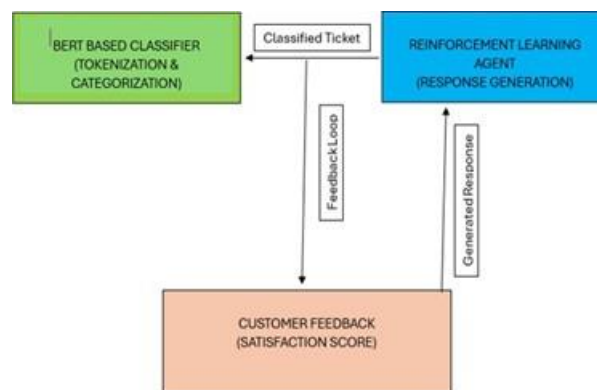 BERT BASED CLASSIFIER
(TOKENIZATION &
CATEGORIZATION)
Classified Ticket
REINFORCEMENT LEARNING
AGENT
(RESPONSE GENERATION)
Feedback Loop
Generated Response
CUSTOMER FEEDBACK
(SATISFACTION SCORE)